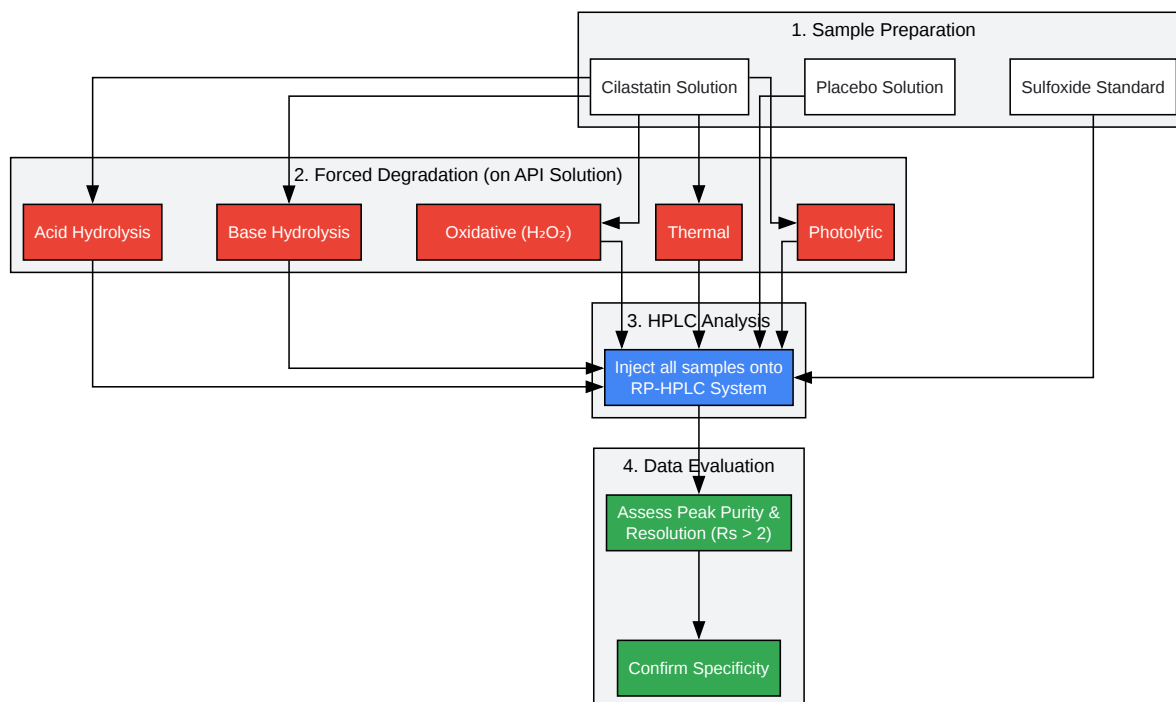 1. Sample Preparation
Cilastatin Solution
Placebo Solution
Sulfoxide Standard
2. Forced Degradation (on API Solution)
Acid Hydrolysis
Base Hydrolysis
Oxidative (H₂O₂)
Thermal
Photolytic
3. HPLC Analysis
Inject all samples onto
RP-HPLC System
4. Data Evaluation
Assess Peak Purity &
Resolution (Rs > 2)
Confirm Specificity